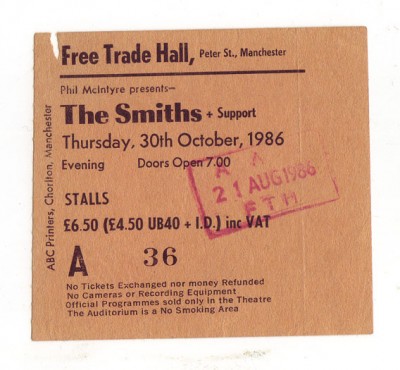 Free Trade Hall, Peter St., Manchester
Phil McIntyre presents—
The Smiths + Support
Thursday, 30th October, 1986
Evening Doors Open 7.00
A A
21 AUG 1986
F T H
STALLS
£6.50 (£4.50 UB40 + I.D.) inc VAT
A 36
No Tickets Exchanged nor money Refunded
No Cameras or Recording Equipment
Official Programmes sold only in the Theatre
The Auditorium is a No Smoking Area
ABC Printers, Chorlton, Manchester